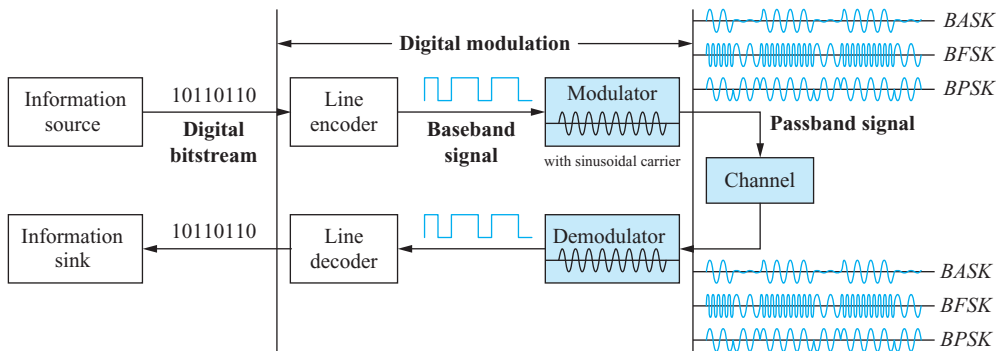 BASK
Digital modulation
BFSK
Information
source
10110110
Digital
bitstream
Line
encoder
Baseband
signal
Modulator
with sinusoidal carrier
BPSK
Passband signal
Channel
Information
sink
10110110
Line
decoder
Demodulator
BASK
BFSK
BPSK